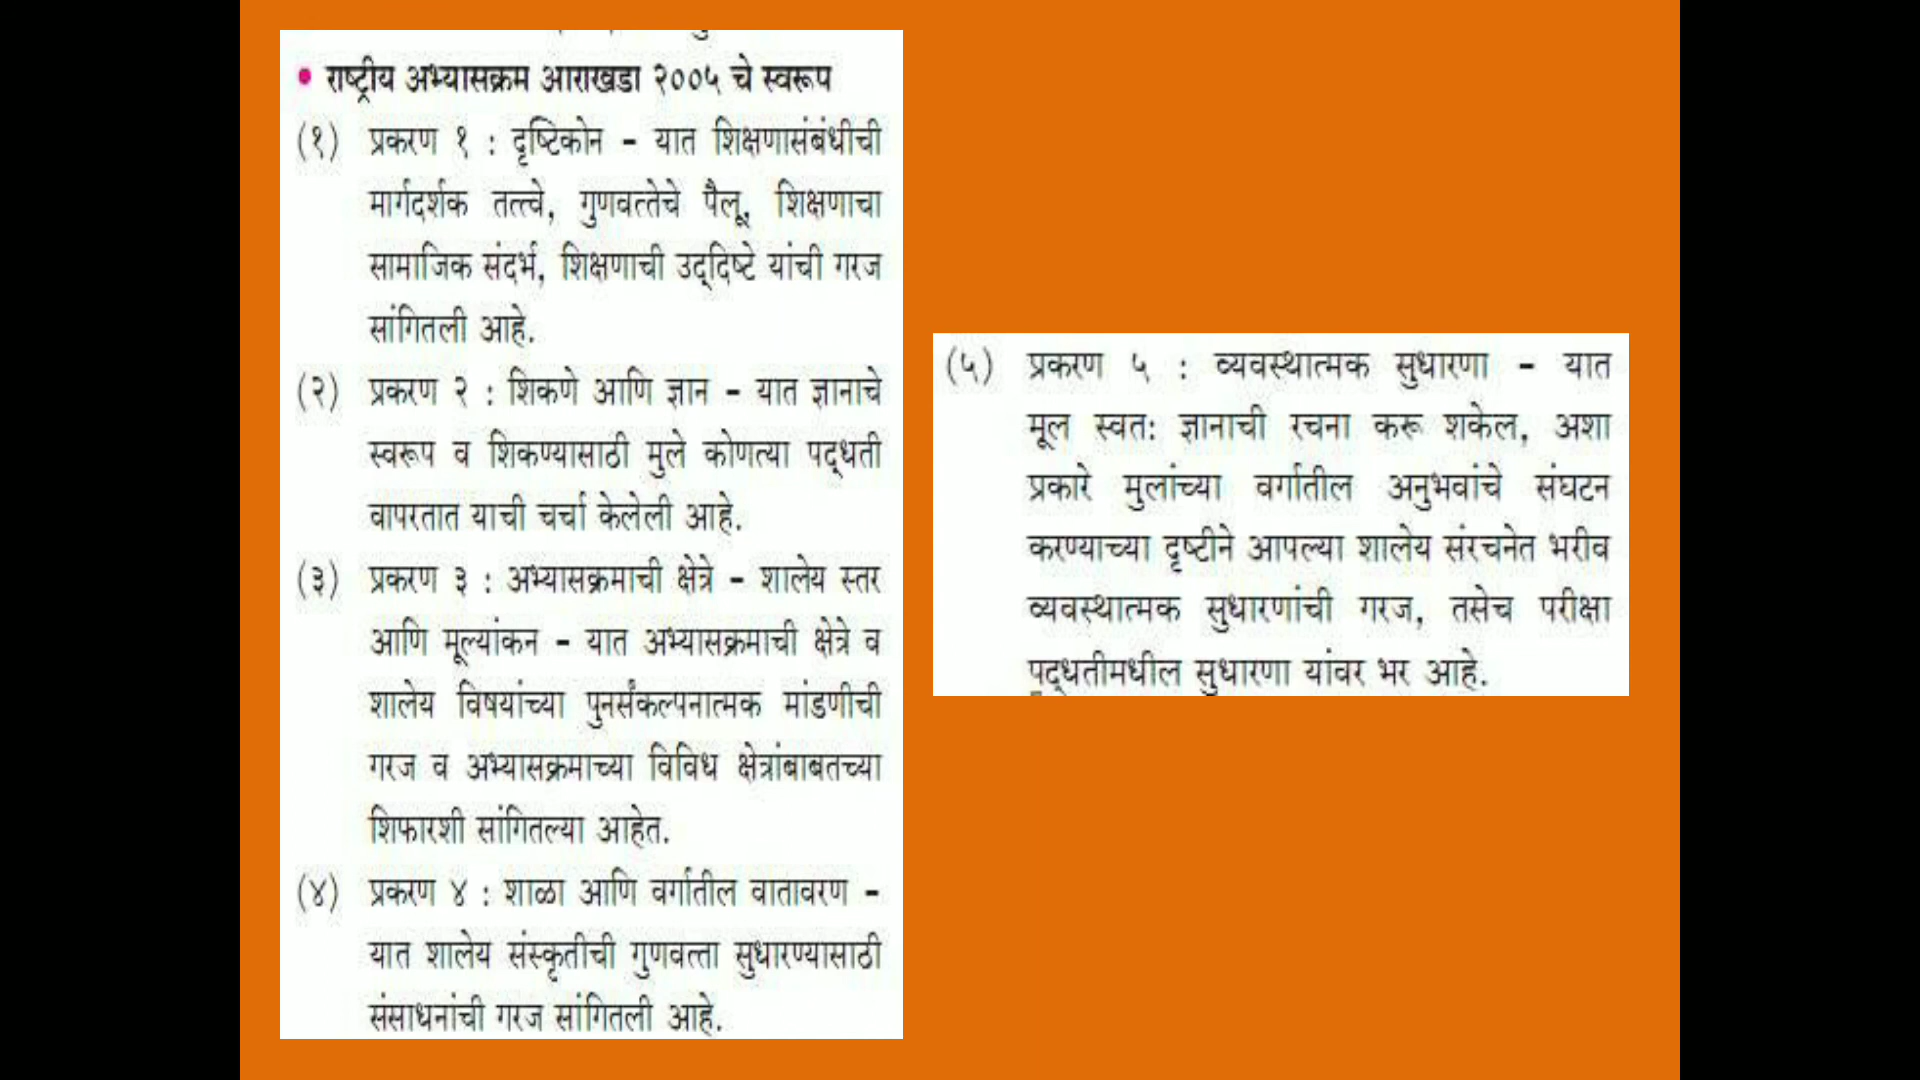 • राष्ट्रीय अभ्यासक्रम आराखडा २००५ चे स्वरूप
(१) प्रकरण १ : दृष्टिकोन - यात शिक्षणासंबंधीची
मार्गदर्शक तत्त्वे, गुणवत्तेचे पैलू, शिक्षणाचा
सामाजिक संदर्भ, शिक्षणाची उद्‌दिष्टे यांची गरज
सांगितली आहे.
(२) प्रकरण २ : शिकणे आणि ज्ञान - यात ज्ञानाचे
स्वरूप व शिकण्यासाठी मुले कोणत्या पद्धती
वापरतात याची चर्चा केलेली आहे.
(३) प्रकरण ३ : अभ्यासक्रमाची क्षेत्रे - शालेय स्तर
आणि मूल्यांकन - यात अभ्यासक्रमाची क्षेत्रे व
शालेय विषयांच्या पुनर्संकल्पनात्मक मांडणीची
गरज व अभ्यासक्रमाच्या विविध क्षेत्रांबाबतच्या
शिफारशी सांगितल्या आहेत.
(४) प्रकरण ४ : शाळा आणि वर्गातील वातावरण -
यात शालेय संस्कृतीची गुणवत्ता सुधारण्यासाठी
संसाधनांची गरज सांगितली आहे.
(५) प्रकरण ५ : व्यवस्थात्मक सुधारणा - यात
मूल स्वतः ज्ञानाची रचना करू शकेल, अशा
प्रकारे मुलांच्या वर्गातील अनुभवांचे संघटन
करण्याच्या दृष्टीने आपल्या शालेय संरचनेत भरीव
व्यवस्थात्मक सुधारणांची गरज, तसेच परीक्षा
पद्धतीमधील सुधारणा यांवर भर आहे.